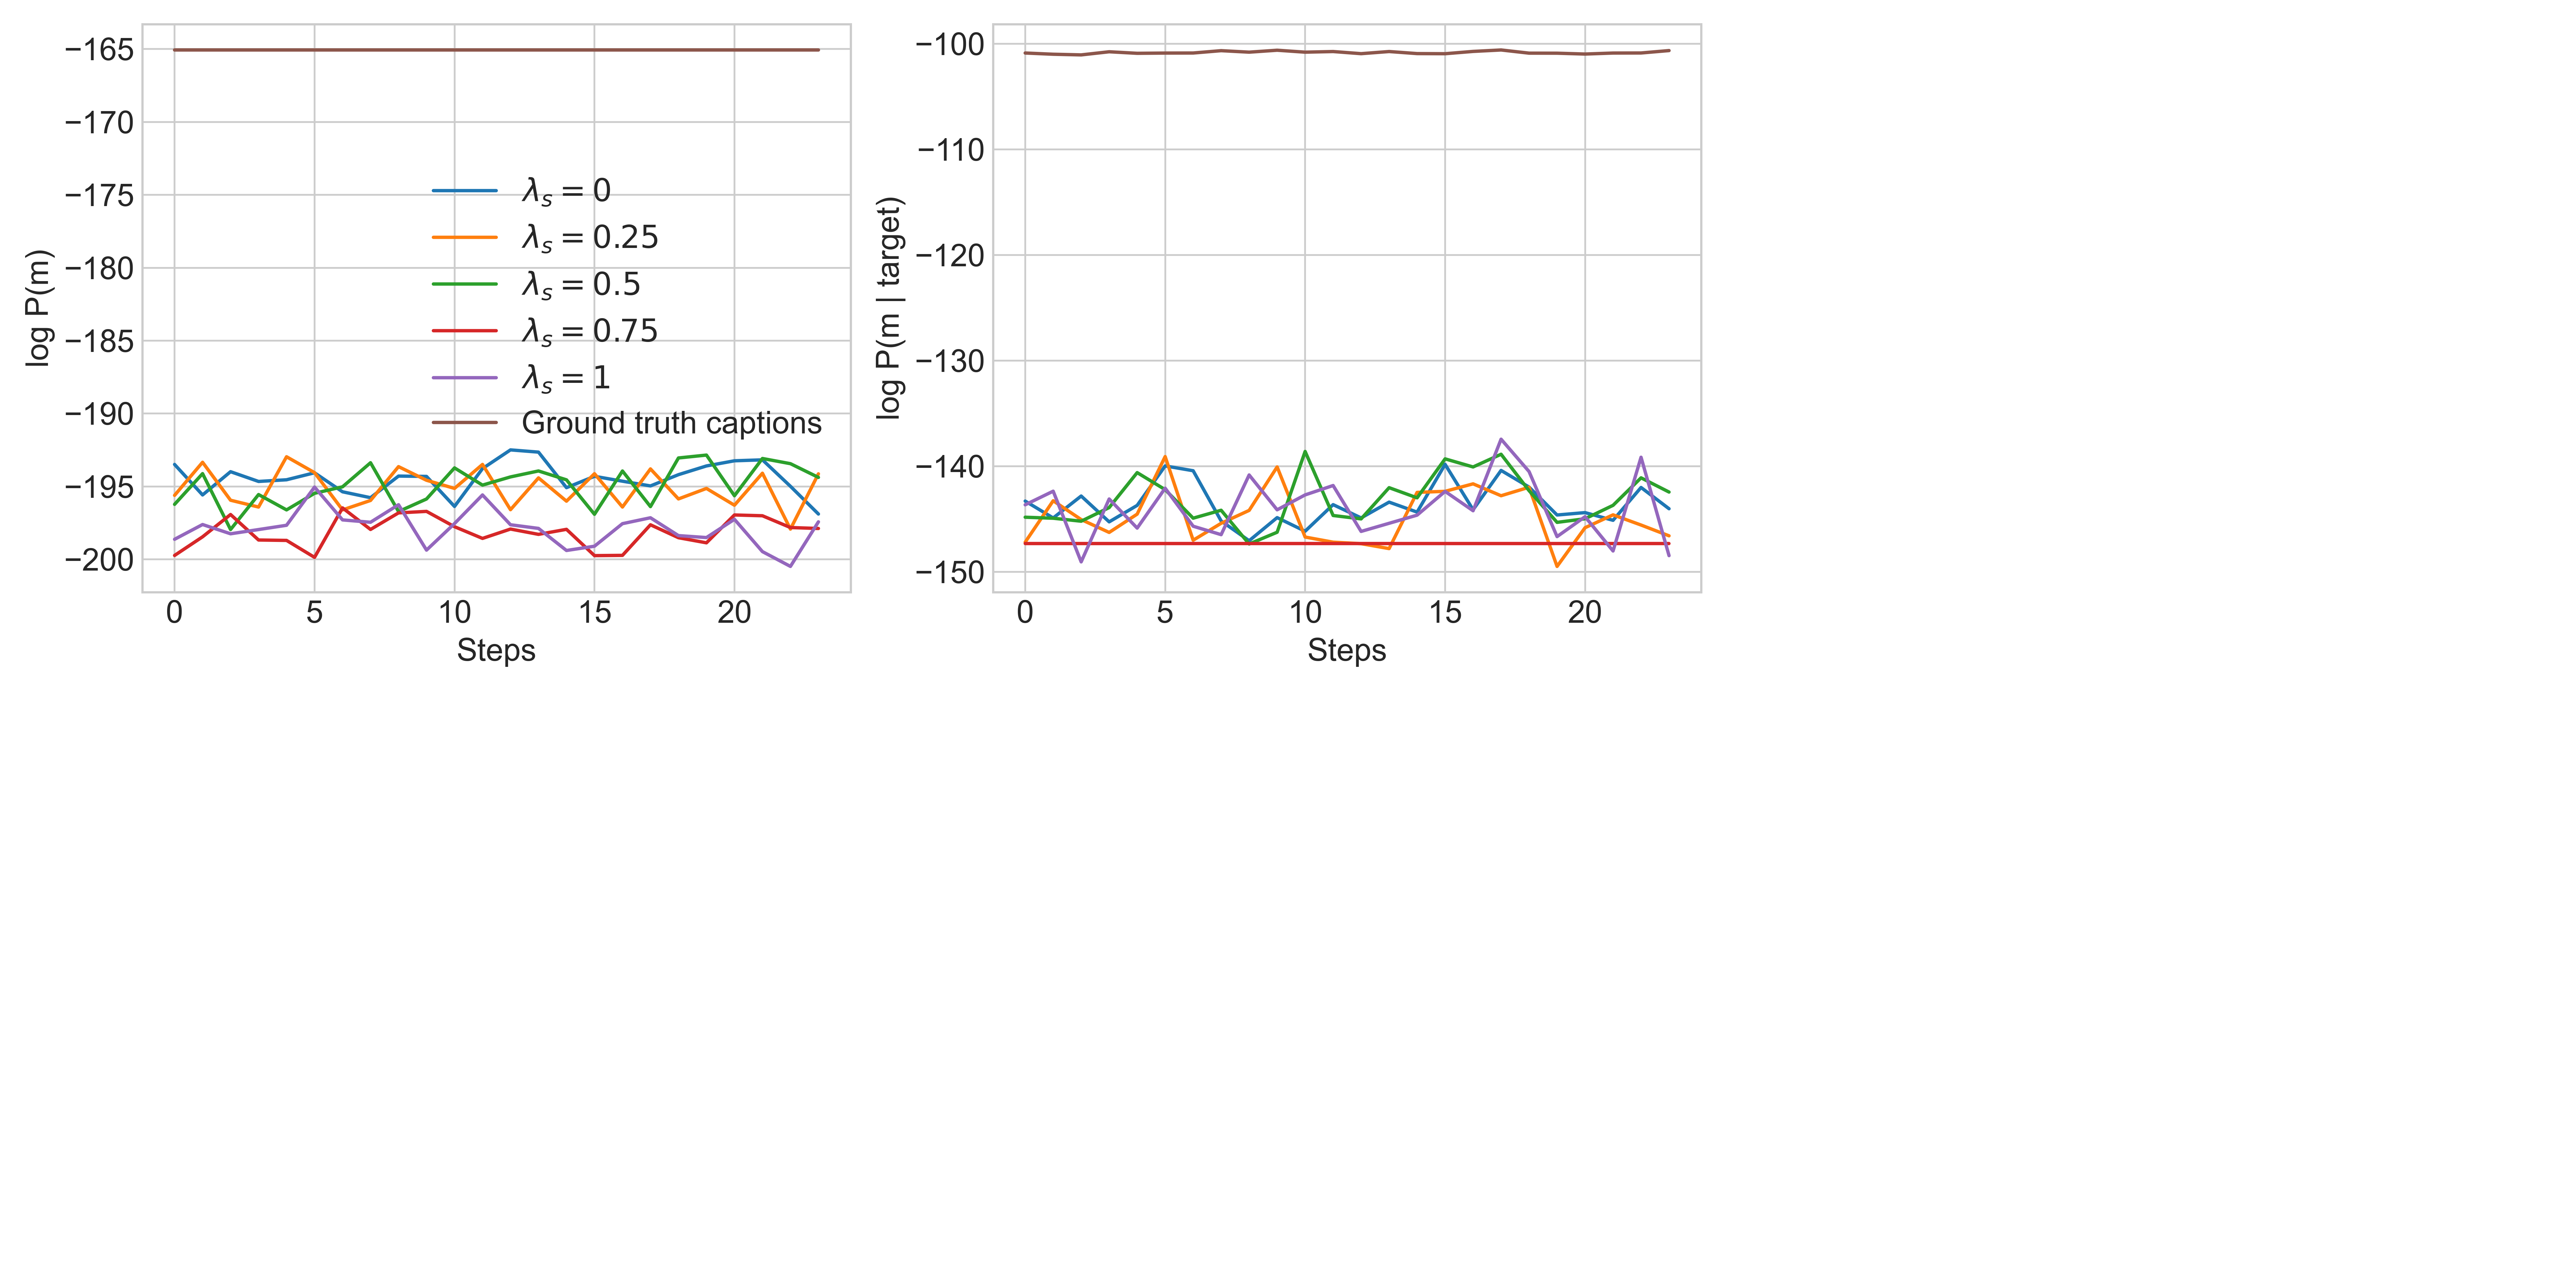 log P(m)
−165
−170
−175
−180
−185
−190
−195
−200
λs = 0
λs = 0.25
λs = 0.5
λs = 0.75
λs = 1
Ground truth captions
0 5 10 15 20
Steps
log P(m | target)
−100
−110
−120
−130
−140
−150
0 5 10 15 20
Steps